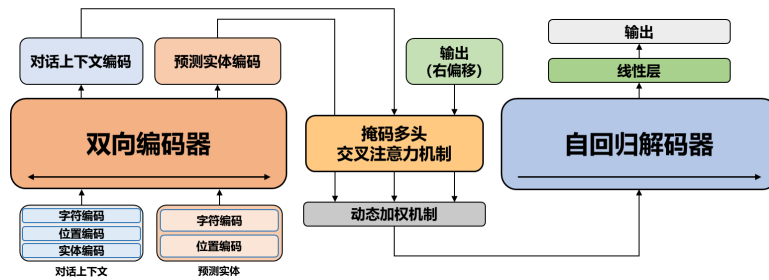 对话上下文编码
预测实体编码
输出
（右偏移）
输出
线性层
双向编码器
掩码多头
交叉注意力机制
自回归解码器
字符编码
位置编码
实体编码
对话上下文
字符编码
位置编码
预测实体
动态加权机制